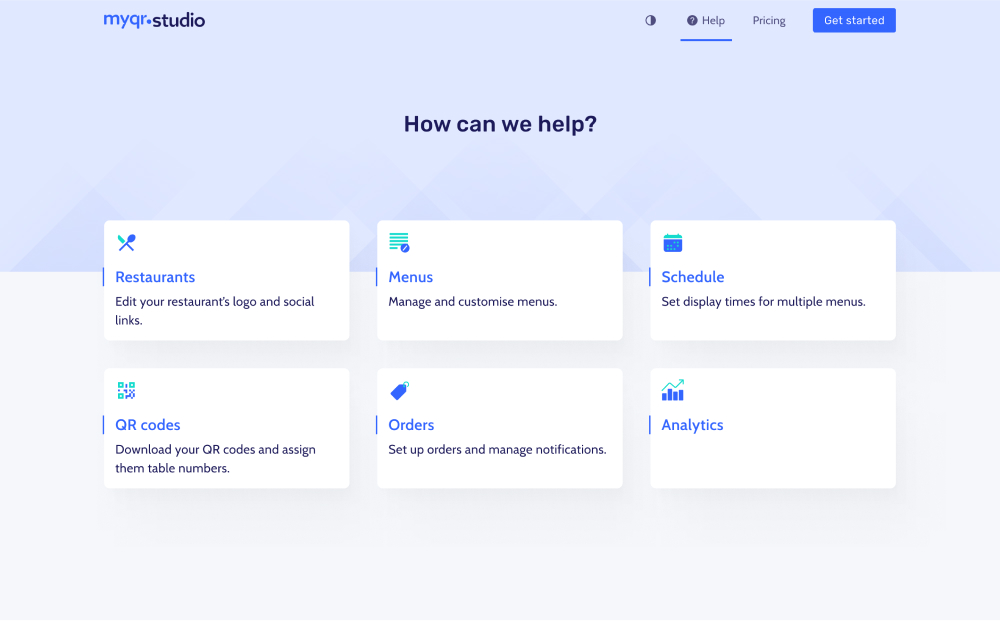 myqr•studio
Help
Pricing
Get started
How can we help?
Restaurants
Edit your restaurant's logo and social
links.
Menus
Manage and customise menus.
Schedule
Set display times for multiple menus.
QR codes
Download your QR codes and assign
them table numbers.
Orders
Set up orders and manage notifications.
Analytics